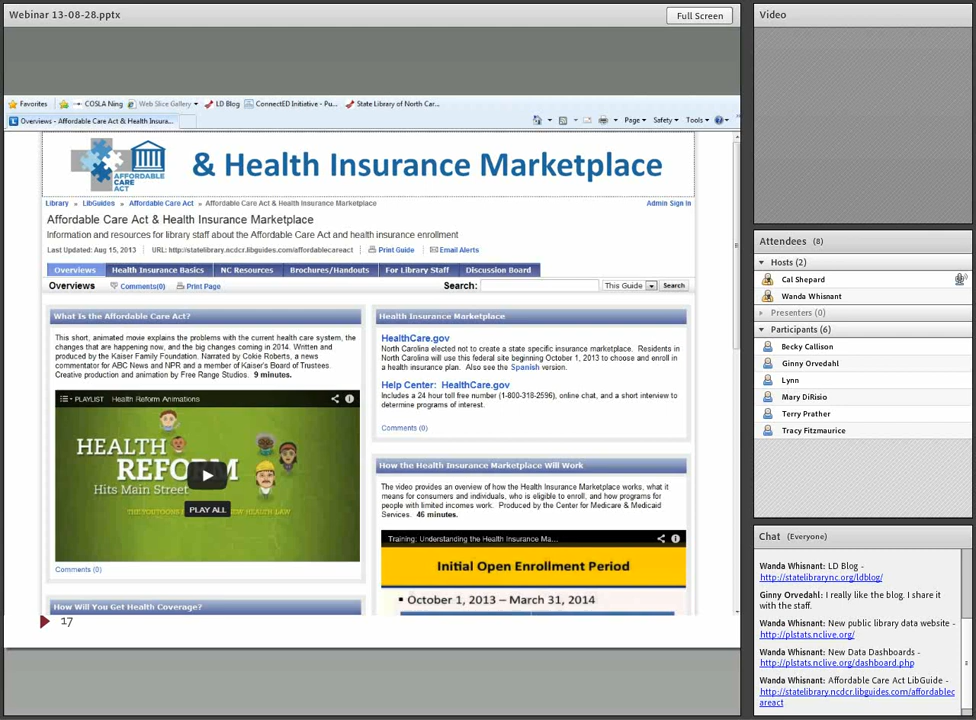 Webinar 13-08-28.pptx
Full Screen
Favorites
COSLA Ning
Web Slice Gallery
LD Blog
ConnectED Initiative - Pu...
State Library of North Car...
Overviews - Affordable Care Act & Health Insura...
Page
Safety
Tools
AFFORDABLE
CARE
ACT
& Health Insurance Marketplace
Library » LibGuides » Affordable Care Act » Affordable Care Act & Health Insurance Marketplace
Admin Sign In
Affordable Care Act & Health Insurance Marketplace
Information and resources for library staff about the Affordable Care Act and health insurance enrollment
Last Updated: Aug 15, 2013
URL: http://statelibrary.ncdcr.libguides.com/affordablecareact
Print Guide
Email Alerts
Overviews
Health Insurance Basics
NC Resources
Brochures/Handouts
For Library Staff
Discussion Board
Overviews
Comments(0)
Print Page
Search:
This Guide
Search
What Is the Affordable Care Act?
This short, animated movie explains the problems with the current health care system, the
changes that are happening now, and the big changes coming in 2014. Written and
produced by the Kaiser Family Foundation. Narrated by Cokie Roberts, a news
commentator for ABC News and NPR and a member of Kaiser's Board of Trustees.
Creative production and animation by Free Range Studios. 9 minutes.
PLAYLIST
Health Reform Animations
HEALTH
REFORM
Hits Main Street
PLAY ALL
Comments (0)
How Will You Get Health Coverage?
Health Insurance Marketplace
HealthCare.gov
North Carolina elected not to create a state specific insurance marketplace. Residents in
North Carolina will use this federal site beginning October 1, 2013 to choose and enroll in
a health insurance plan. Also see the Spanish version.
Help Center: HealthCare.gov
Includes a 24 hour toll free number (1-800-318-2596), online chat, and a short interview to
determine programs of interest.
Comments (0)
How the Health Insurance Marketplace Will Work
The video provides an overview of how the Health Insurance Marketplace works, what it
means for consumers and individuals, who is eligible to enroll, and how programs for
people with limited incomes work. Produced by the Center for Medicare & Medicaid
Services. 46 minutes.
Training: Understanding the Health Insurance Ma...
Initial Open Enrollment Period
▪ October 1, 2013 – March 31, 2014
17
Video
Attendees (8)
Hosts (2)
Cal Shepard
Wanda Whisnant
Presenters (0)
Participants (6)
Becky Callison
Ginny Orvedahl
Lynn
Mary DiRisio
Terry Prather
Tracy Fitzmaurice
Chat (Everyone)
Wanda Whisnant: LD Blog -
http://statelibrarync.org/ldblog/
Ginny Orvedahl: I really like the blog. I share it
with the staff.
Wanda Whisnant: New public library data website -
http://plstats.nclive.org/
Wanda Whisnant: New Data Dashboards -
http://plstats.nclive.org/dashboard.php
Wanda Whisnant: Affordable Care Act LibGuide -
http://statelibrary.ncdcr.libguides.com/affordablec
areact